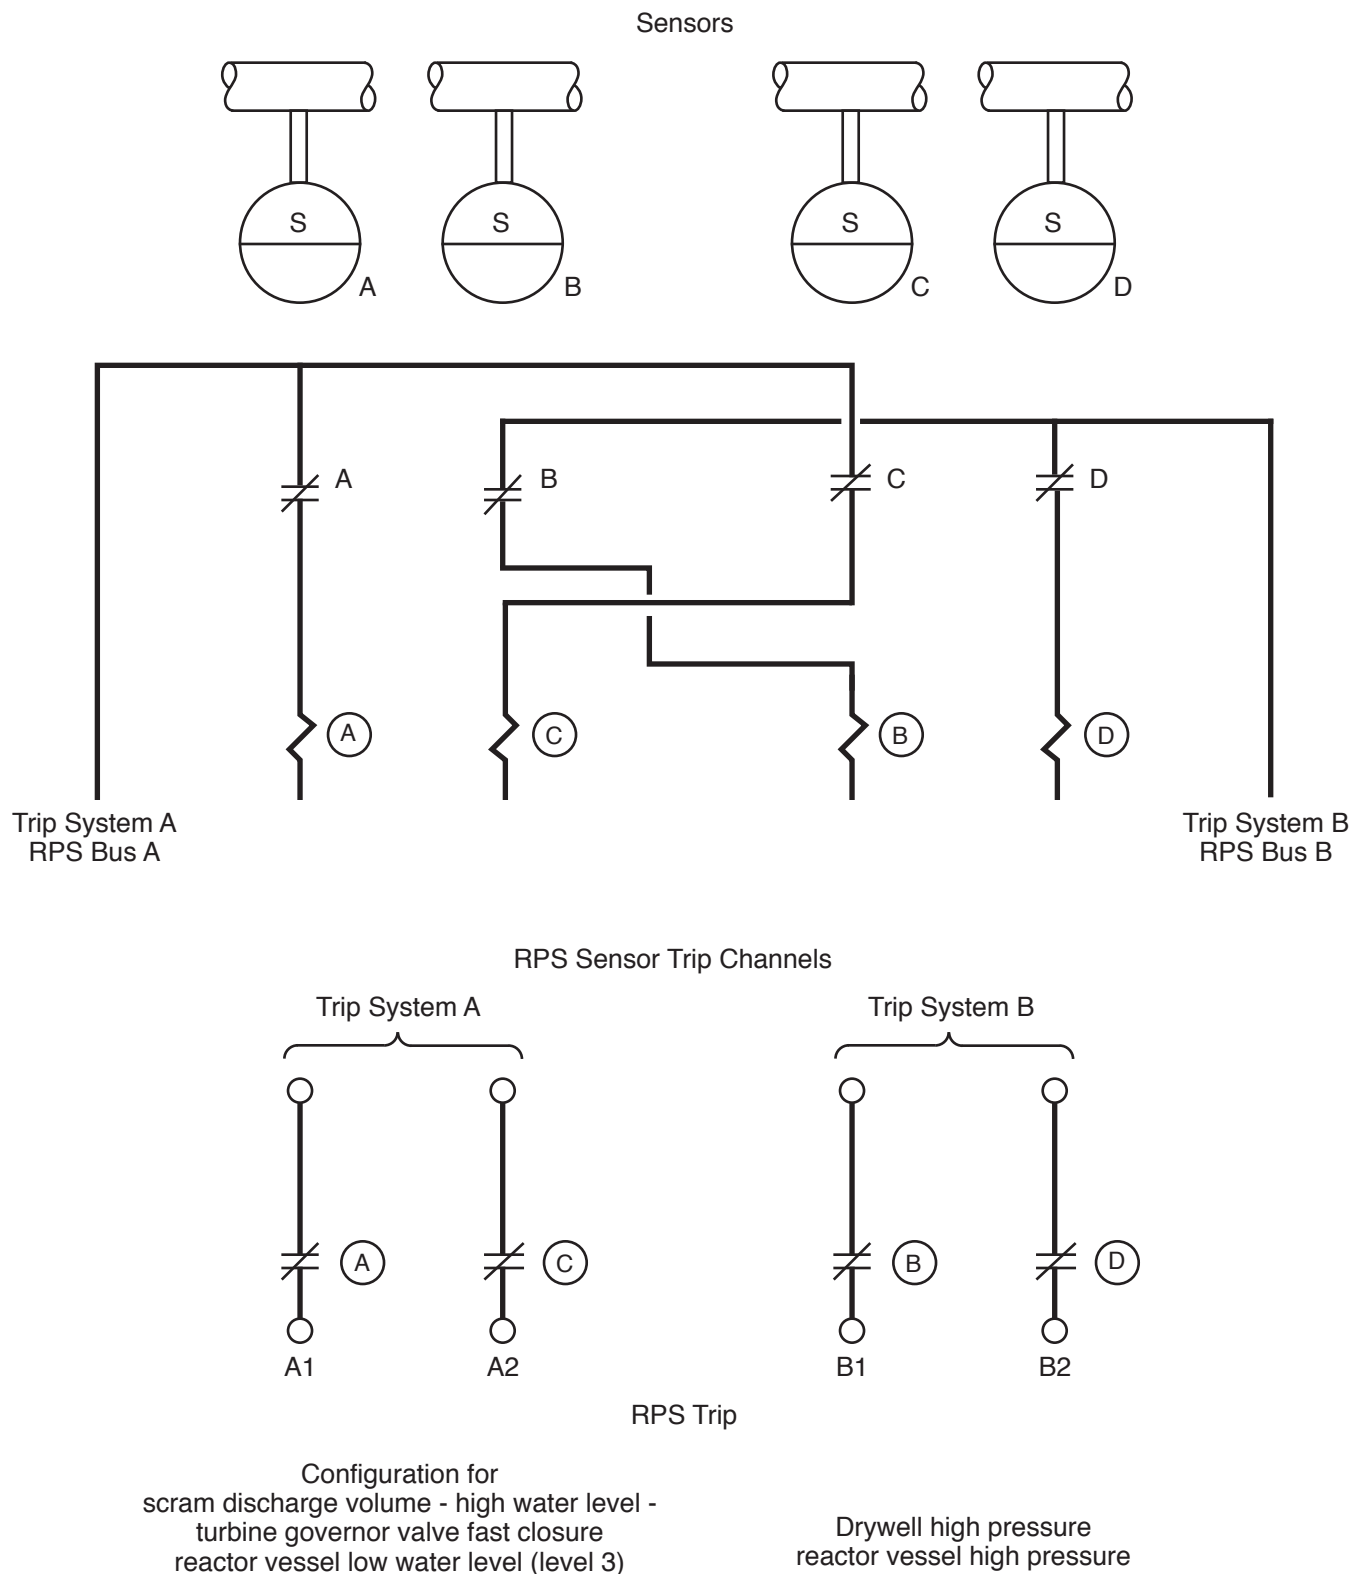 Sensors
S
S
S
S
A
B
C
D
A
B
C
D
A
C
B
D
Trip System A
RPS Bus A
Trip System B
RPS Bus B
RPS Sensor Trip Channels
Trip System A
Trip System B
A
C
B
D
A1
A2
B1
B2
RPS Trip
Configuration for
scram discharge volume - high water level -
turbine governor valve fast closure
reactor vessel low water level (level 3)
Drywell high pressure
reactor vessel high pressure